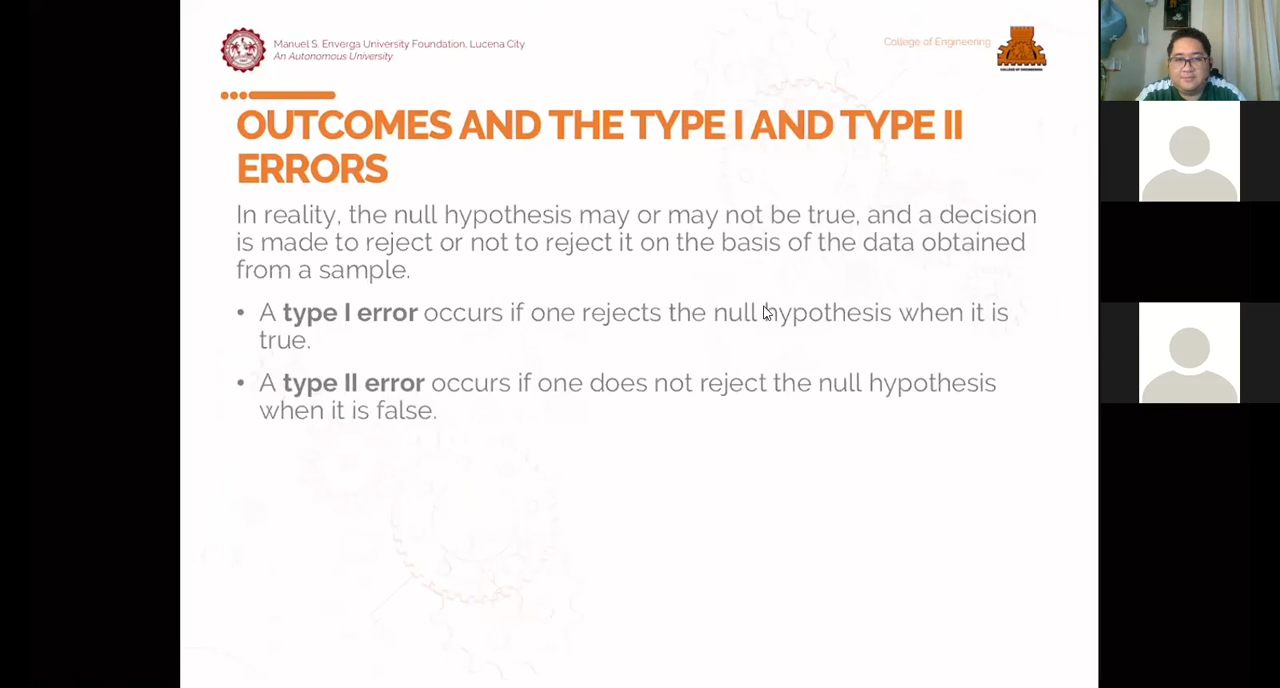 Manuel S. Enverga University Foundation, Lucena City
An Autonomous University
College of Engineering
OUTCOMES AND THE TYPE I AND TYPE II
ERRORS
In reality, the null hypothesis may or may not be true, and a decision
is made to reject or not to reject it on the basis of the data obtained
from a sample.
• A type I error occurs if one rejects the null hypothesis when it is
true.
• A type II error occurs if one does not reject the null hypothesis
when it is false.